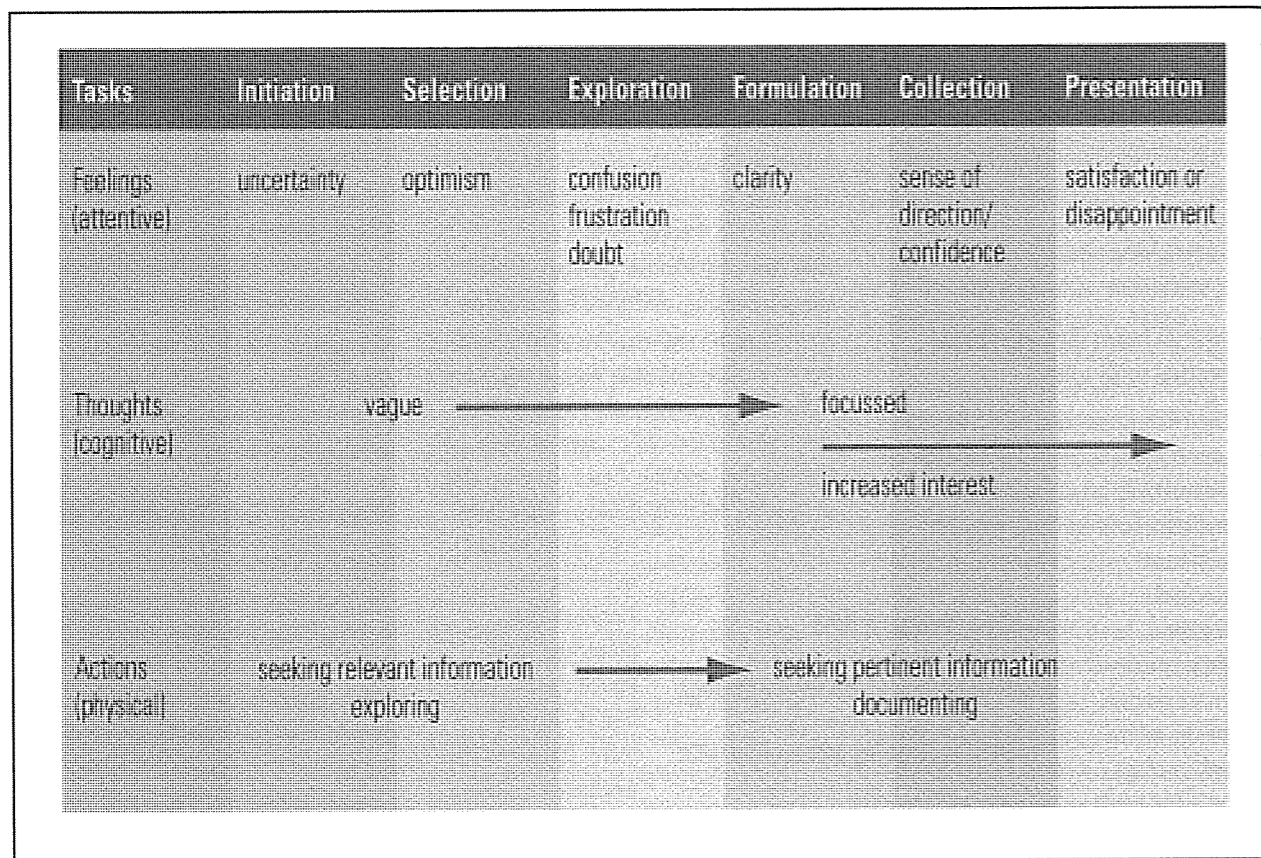 Tasks Initiation Selection Exploration Formulation Collection Presentation
Feelings uncertainty optimism confusion clarity sense of satisfaction or
(attentive) frustration direction/ disappointment
doubt confidence
Thoughts vague focussed
(cognitive)
increased interest
Actions seeking relevant information seeking pertinent information
(physical) exploring documenting